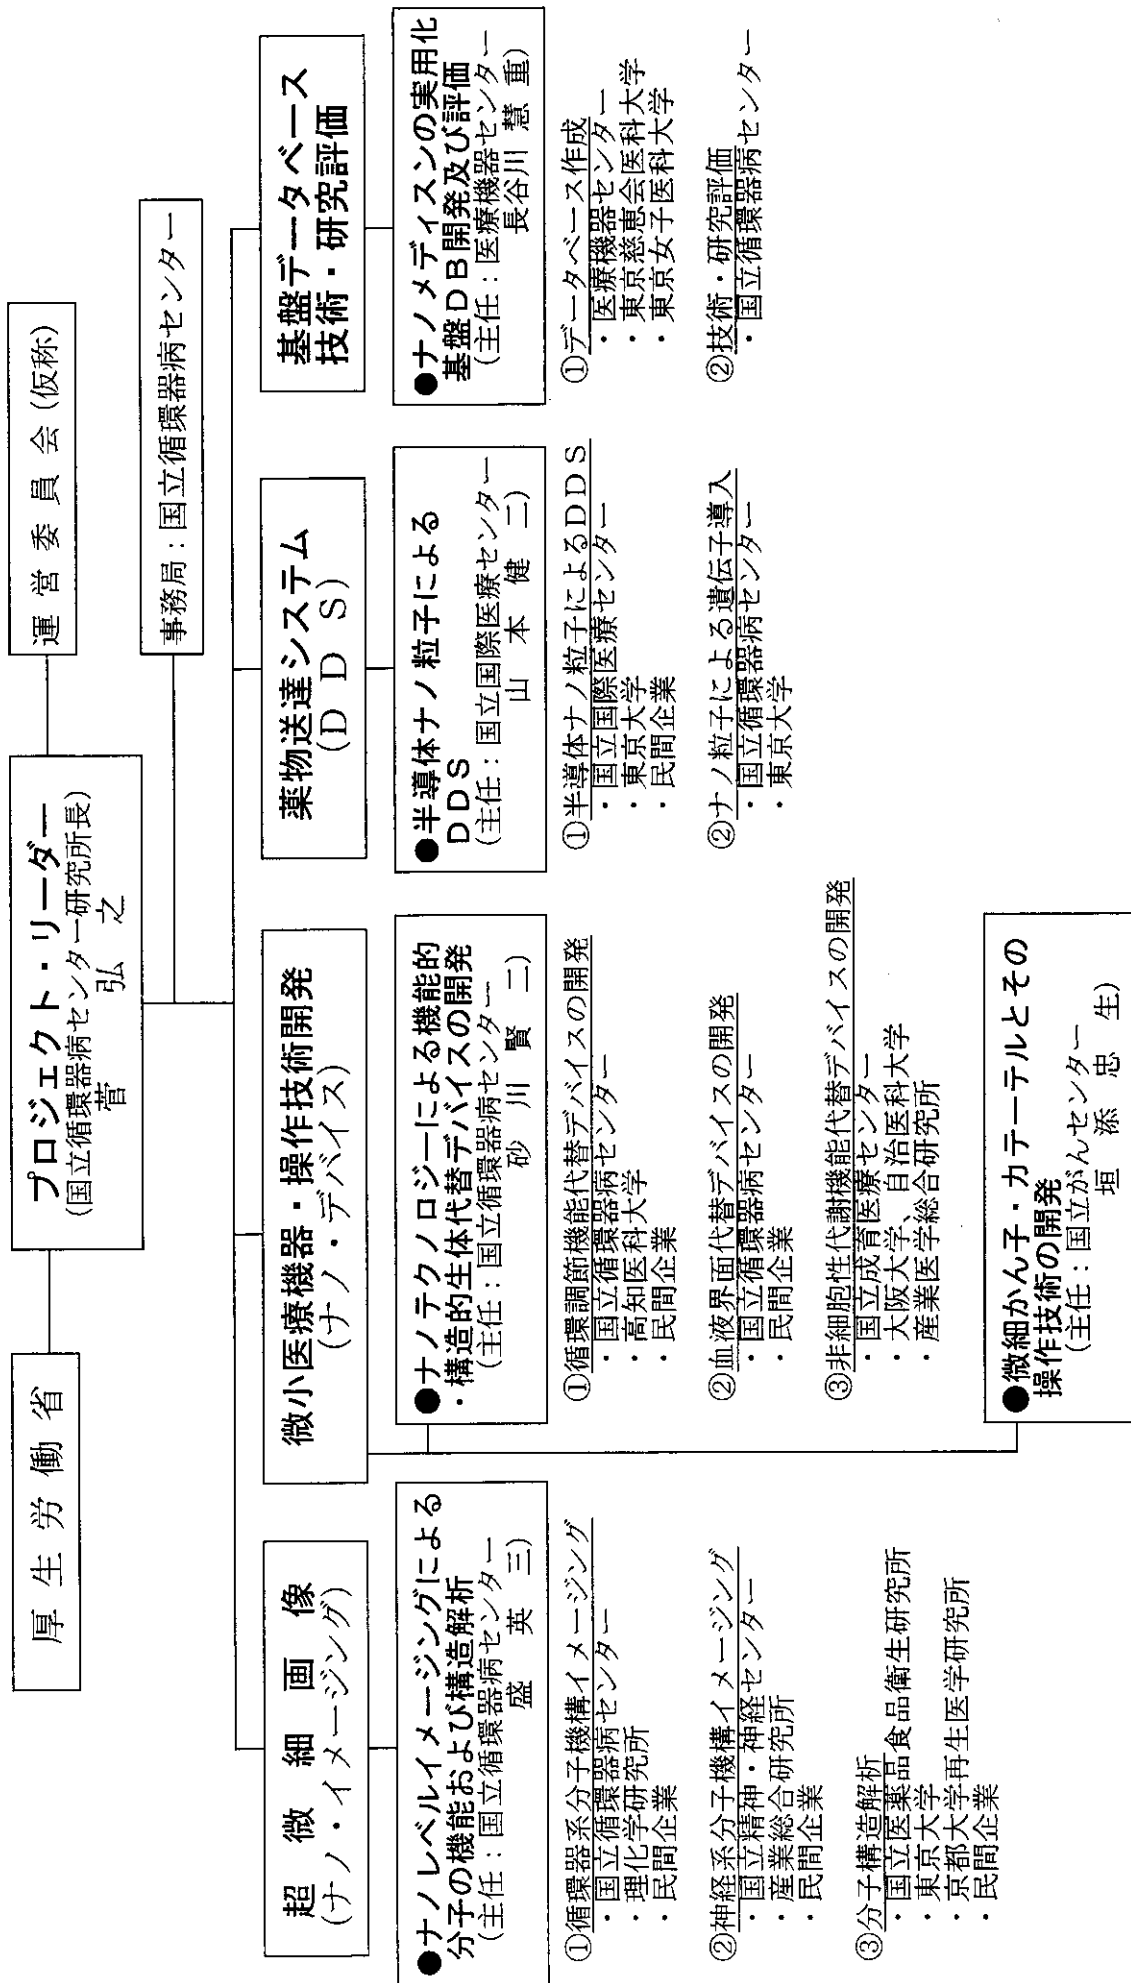 厚生労働省
プロジェクト・リーダー
(国立循環器病センター研究所長)
菅　弘之
運営委員会(仮称)
事務局：国立循環器病センター
超微細画像
(ナノ・イメージング)
●ナノレベルイメージングによる
分子の機能および構造解析
(主任：国立循環器病センター
盛　英三)
①循環器系分子機構イメージング
・国立循環器病センター
・理化学研究所
・民間企業
②神経系分子機構イメージング
・国立精神・神経センター
・産業総合研究所
・民間企業
③分子構造解析
・国立医薬品食品衛生研究所
・東京大学
・京都大学再生医学研究所
・民間企業
微小医療機器・操作技術開発
(ナノ・デバイス)
●ナノテクノロジーによる機能的
・構造的生体代替デバイスの開発
(主任：国立循環器病センター
砂川賢二)
①循環調節機能代替デバイスの開発
・国立循環器病センター
・高知医科大学
・民間企業
②血液界面代替デバイスの開発
・国立循環器病センター
・民間企業
③非細胞性代謝機能代替デバイスの開発
・国立成育医療センター
・大阪大学、自治医科大学
・産業医学総合研究所
●微細かん子・カテーテルとその
操作技術の開発
(主任：国立がんセンター
垣添忠生)
薬物送達システム
(DDS)
●半導体ナノ粒子による
DDS
(主任：国立国際医療センター
山本健二)
①半導体ナノ粒子によるDDS
・国立国際医療センター
・東京大学
・民間企業
②ナノ粒子による遺伝子導入
・国立循環器病センター
・東京大学
基盤データベース
技術・研究評価
●ナノメディスンの実用化
基盤DB開発及び評価
(主任：医療機器センター
長谷川慧重)
①データベース作成
・医療機器センター
・東京慈恵会医科大学
・東京女子医科大学
②技術・研究評価
・国立循環器病センター